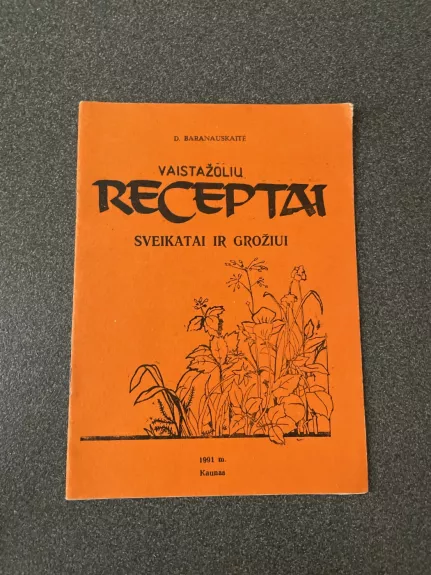 D. BARANAUSKAITĖ
VAISTAŽOLIŲ
RECEPTAI
SVEIKATAI IR GROŽIUI
1991 m.
Kaunas